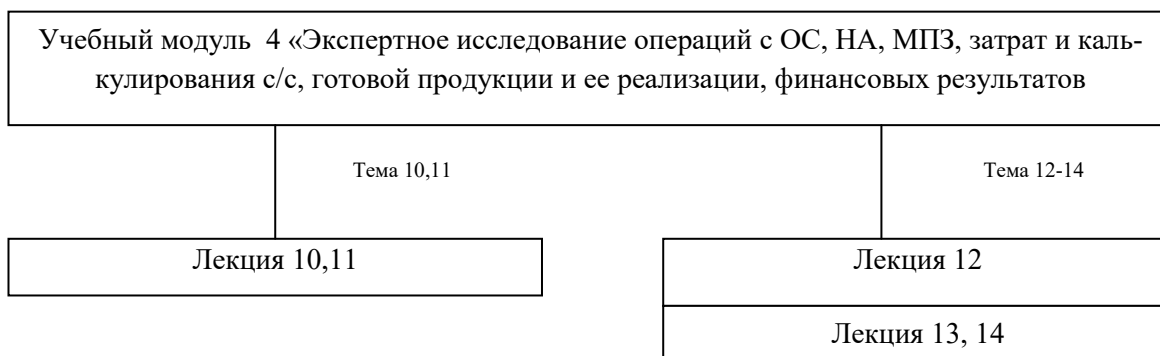 Учебный модуль  4 «Экспертное исследование операций с ОС, НА, МПЗ, затрат и каль-
кулирования с/с, готовой продукции и ее реализации, финансовых результатов
Тема 10,11
Тема 12-14
Лекция 10,11
Лекция 12
Лекция 13, 14